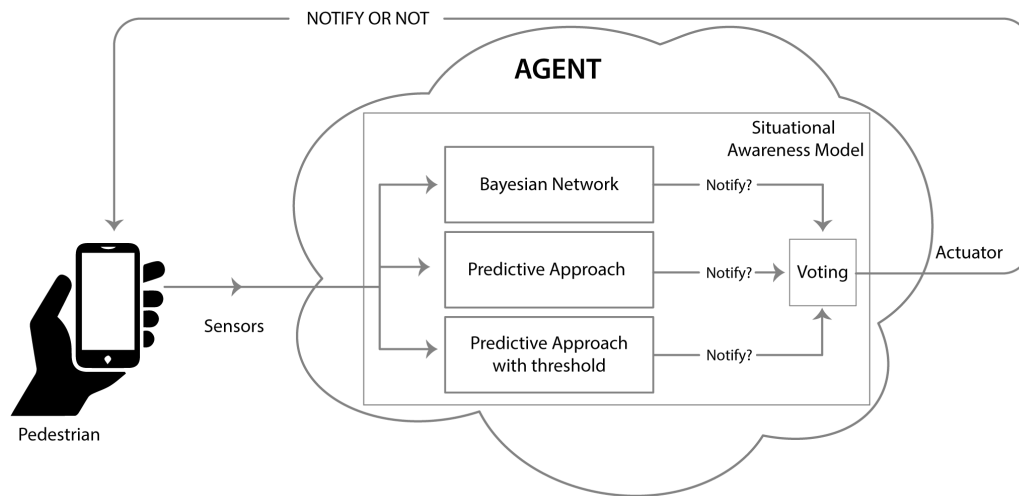 NOTIFY OR NOT
AGENT
Situational
Awareness Model
Bayesian Network
Notify?
Predictive Approach
Notify?
Voting
Actuator
Sensors
Predictive Approach
with threshold
Notify?
Pedestrian